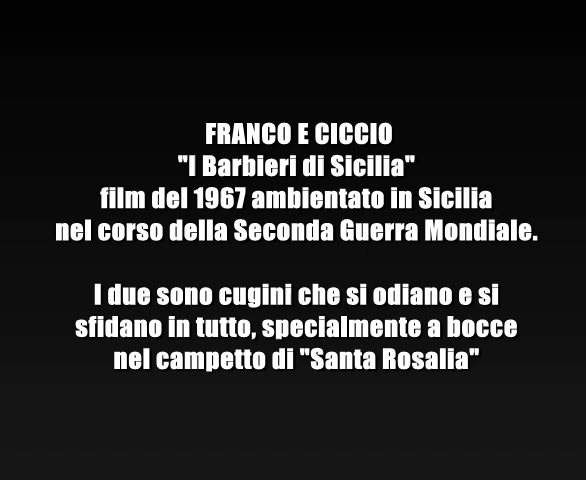 FRANCO E CICCIO
"I Barbieri di Sicilia"
film del 1967 ambientato in Sicilia
nel corso della Seconda Guerra Mondiale.
I due sono cugini che si odiano e si
sfidano in tutto, specialmente a bocce
nel campetto di "Santa Rosalia"